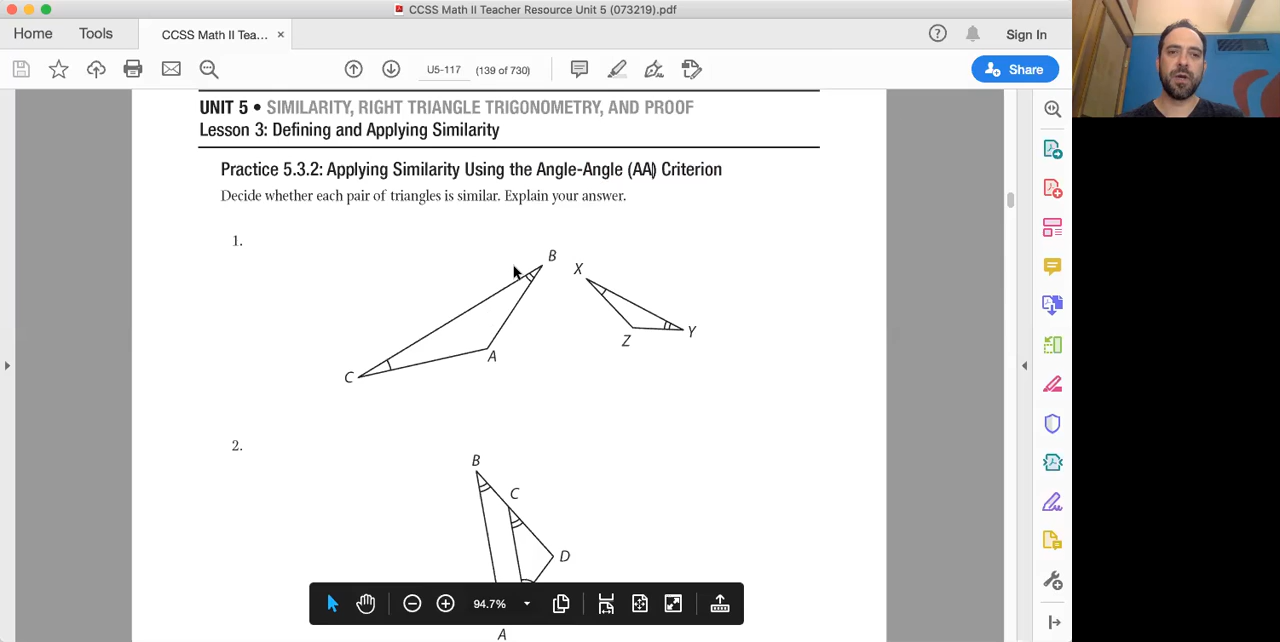 CCSS Math II Teacher Resource Unit 5 (073219).pdf
Home Tools CCSS Math II Tea... × ? Sign In
U5-117 (139 of 730) Share
UNIT 5 • SIMILARITY, RIGHT TRIANGLE TRIGONOMETRY, AND PROOF
Lesson 3: Defining and Applying Similarity
Practice 5.3.2: Applying Similarity Using the Angle-Angle (AA) Criterion
Decide whether each pair of triangles is similar. Explain your answer.
1.
B
X
Y
Z
A
C
2.
B
C
D
94.7%
A